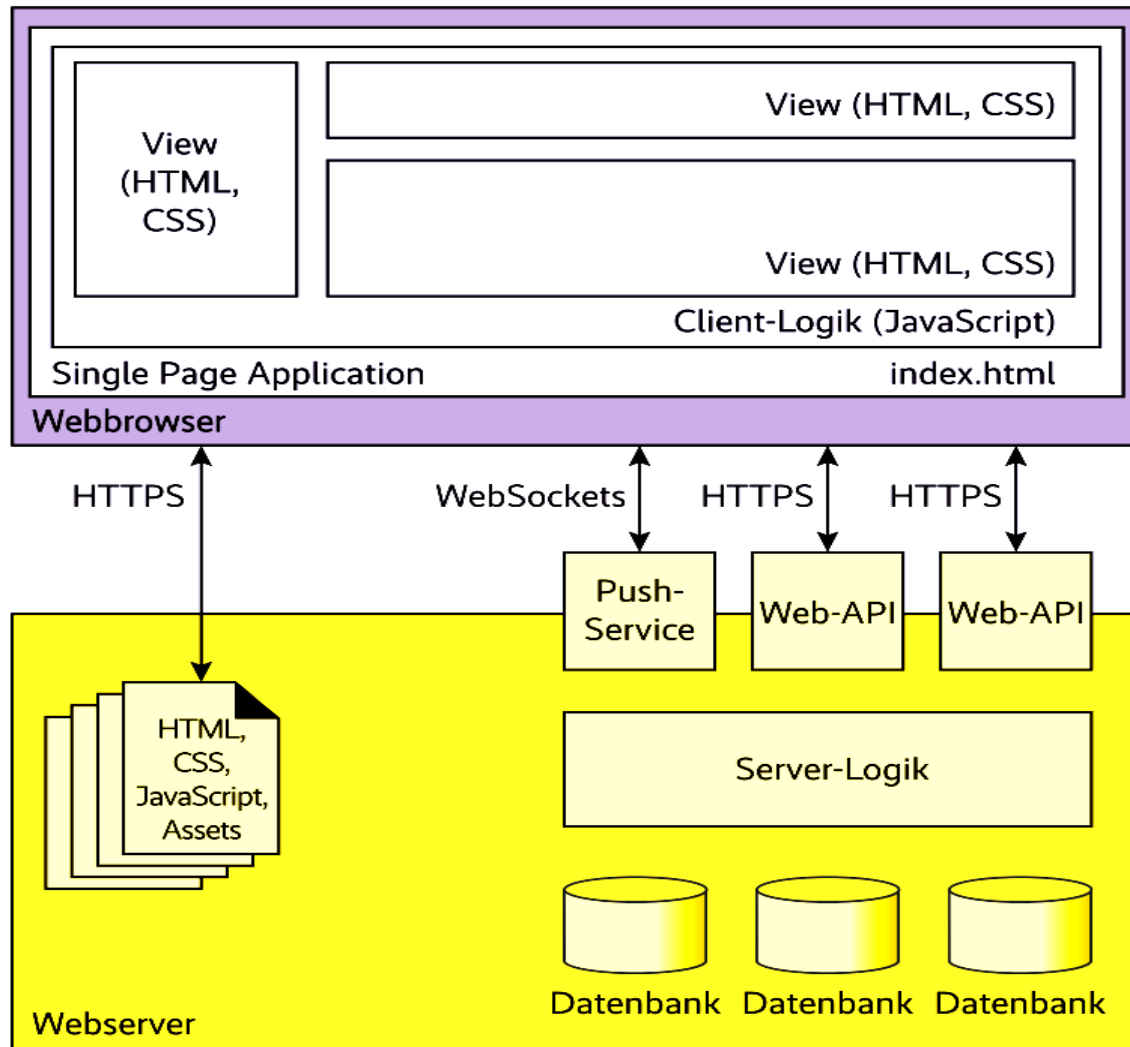 View
(HTML,
CSS)
View (HTML, CSS)
View (HTML, CSS)
Client-Logik (JavaScript)
Single Page Application
index.html
Webbrowser
HTTPS
WebSockets
HTTPS
HTTPS
Push-
Service
Web-API
Web-API
HTML,
CSS,
JavaScript,
Assets
Server-Logik
Datenbank
Datenbank
Datenbank
Webserver